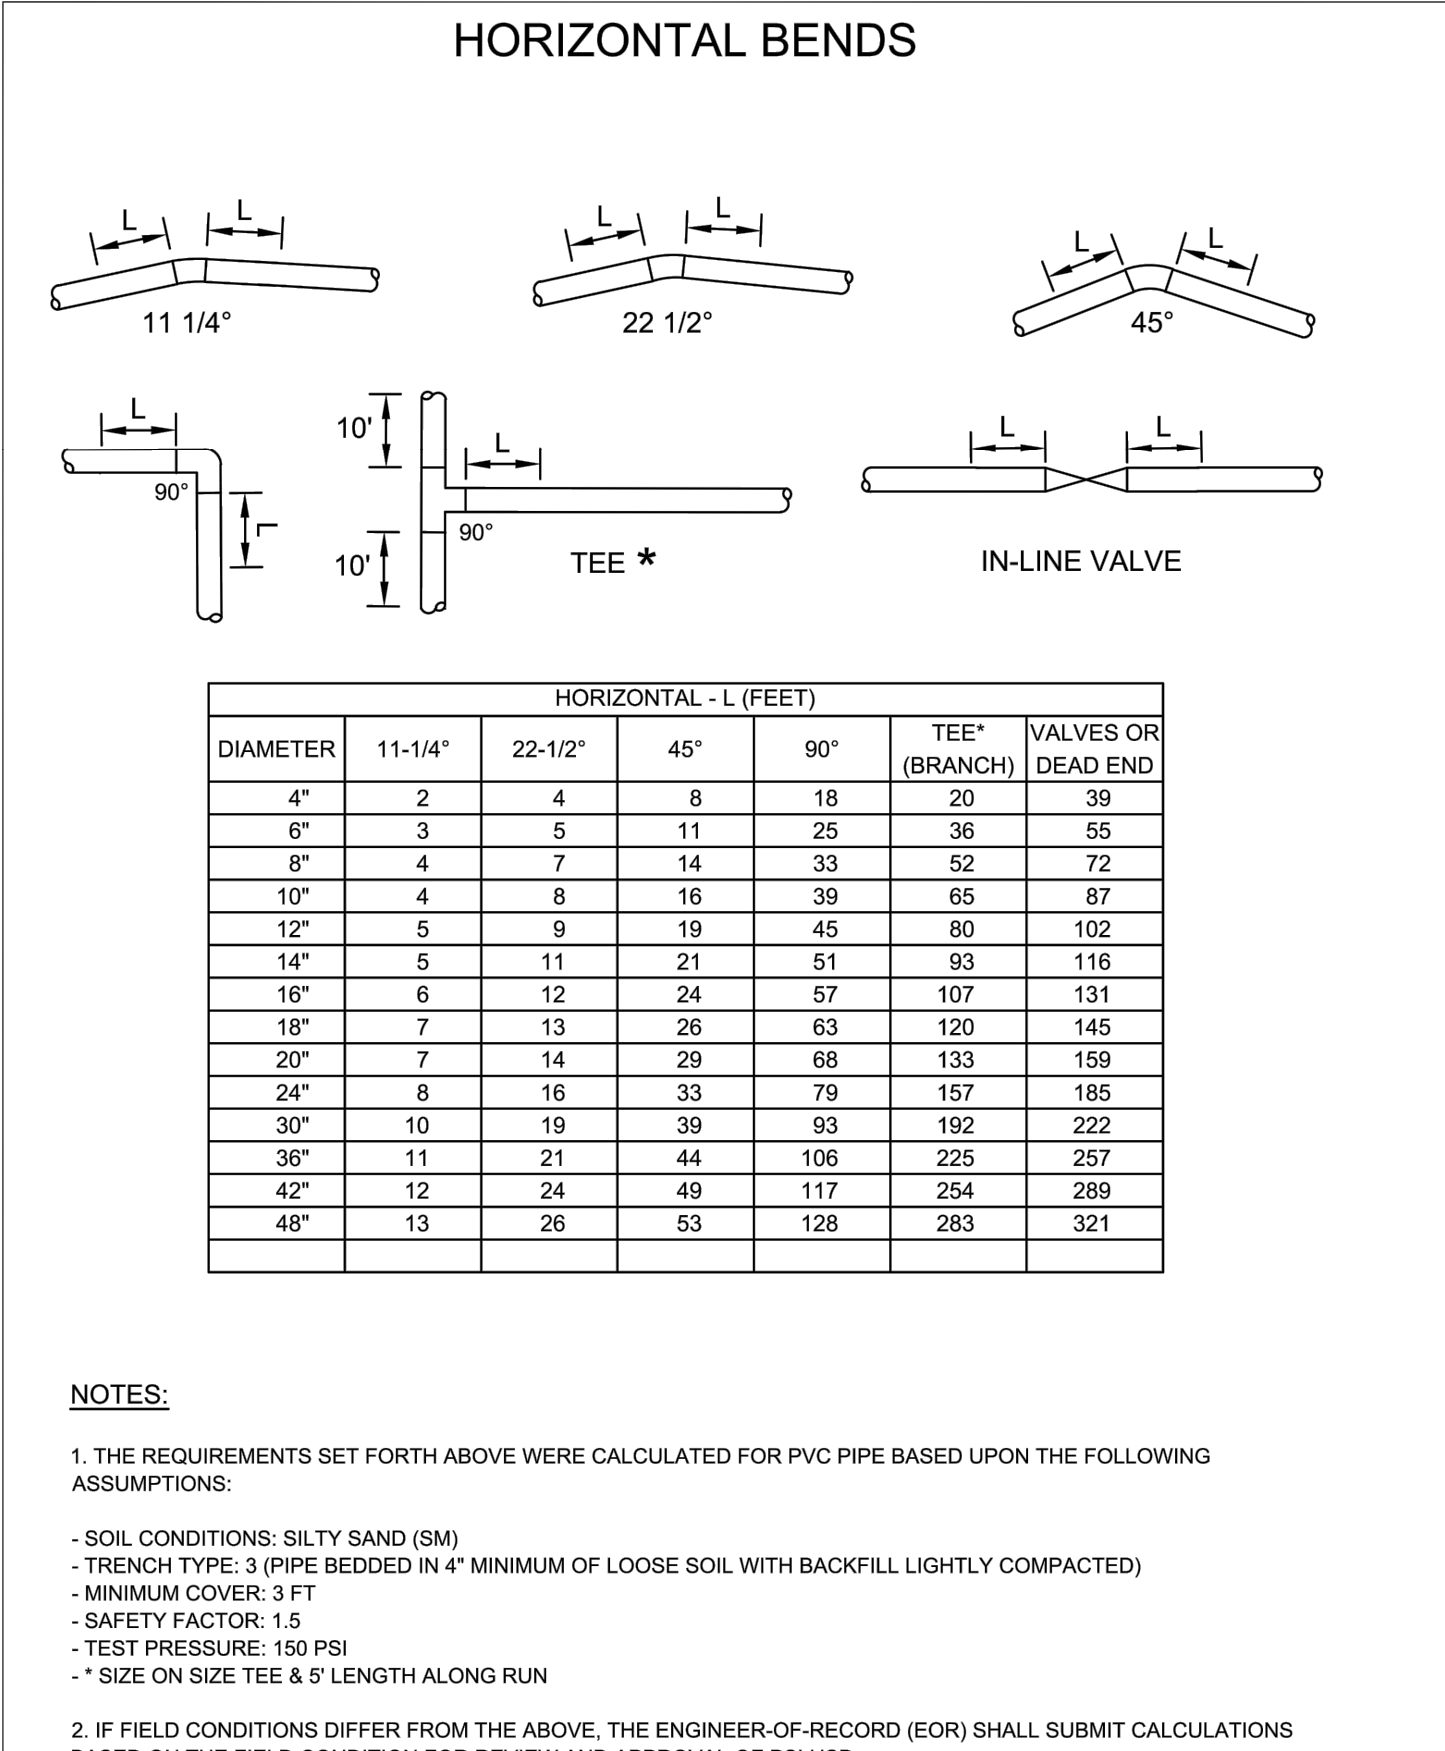 HORIZONTAL BENDS
L L
11 1/4°
L L
22 1/2°
L L
45°
L
90°
L
10'
L
90°
10'
TEE *
L L
IN-LINE VALVE
HORIZONTAL - L (FEET)
DIAMETER 11-1/4° 22-1/2° 45° 90° TEE* (BRANCH) VALVES OR DEAD END
4" 2 4 8 18 20 39
6" 3 5 11 25 36 55
8" 4 7 14 33 52 72
10" 4 8 16 39 65 87
12" 5 9 19 45 80 102
14" 5 11 21 51 93 116
16" 6 12 24 57 107 131
18" 7 13 26 63 120 145
20" 7 14 29 68 133 159
24" 8 16 33 79 157 185
30" 10 19 39 93 192 222
36" 11 21 44 106 225 257
42" 12 24 49 117 254 289
48" 13 26 53 128 283 321
NOTES:
1. THE REQUIREMENTS SET FORTH ABOVE WERE CALCULATED FOR PVC PIPE BASED UPON THE FOLLOWING
ASSUMPTIONS:
- SOIL CONDITIONS: SILTY SAND (SM)
- TRENCH TYPE: 3 (PIPE BEDDED IN 4" MINIMUM OF LOOSE SOIL WITH BACKFILL LIGHTLY COMPACTED)
- MINIMUM COVER: 3 FT
- SAFETY FACTOR: 1.5
- TEST PRESSURE: 150 PSI
- * SIZE ON SIZE TEE & 5' LENGTH ALONG RUN
2. IF FIELD CONDITIONS DIFFER FROM THE ABOVE, THE ENGINEER-OF-RECORD (EOR) SHALL SUBMIT CALCULATIONS